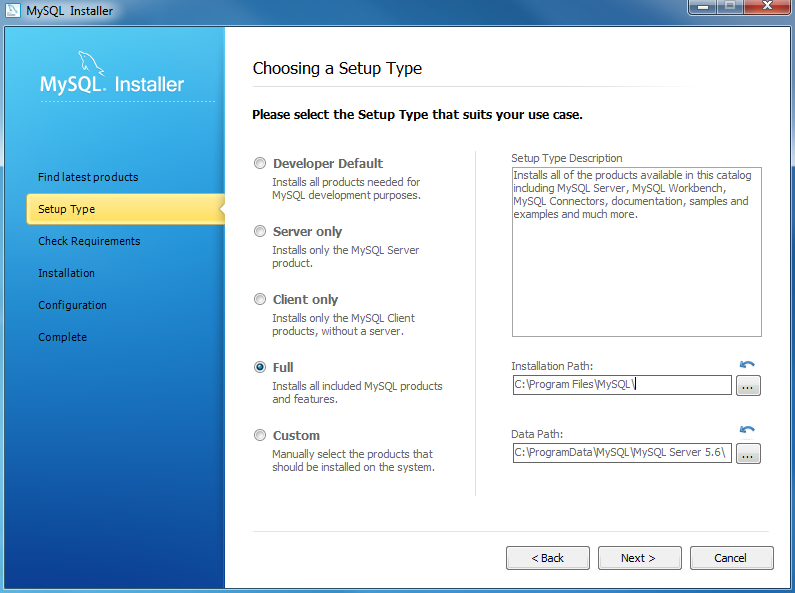 MySQL Installer
MySQL. Installer
Find latest products
Setup Type
Check Requirements
Installation
Configuration
Complete
Choosing a Setup Type
Please select the Setup Type that suits your use case.
Developer Default
Installs all products needed for
MySQL development purposes.
Server only
Installs only the MySQL Server
product.
Client only
Installs only the MySQL Client
products, without a server.
Full
Installs all included MySQL products
and features.
Custom
Manually select the products that
should be installed on the system.
Setup Type Description
Installs all of the products available in this catalog
including MySQL Server, MySQL Workbench,
MySQL Connectors, documentation, samples and
examples and much more.
Installation Path:
C:\Program Files\MySQL\
...
Data Path:
C:\ProgramData\MySQL\MySQL Server 5.6\
...
< Back
Next >
Cancel